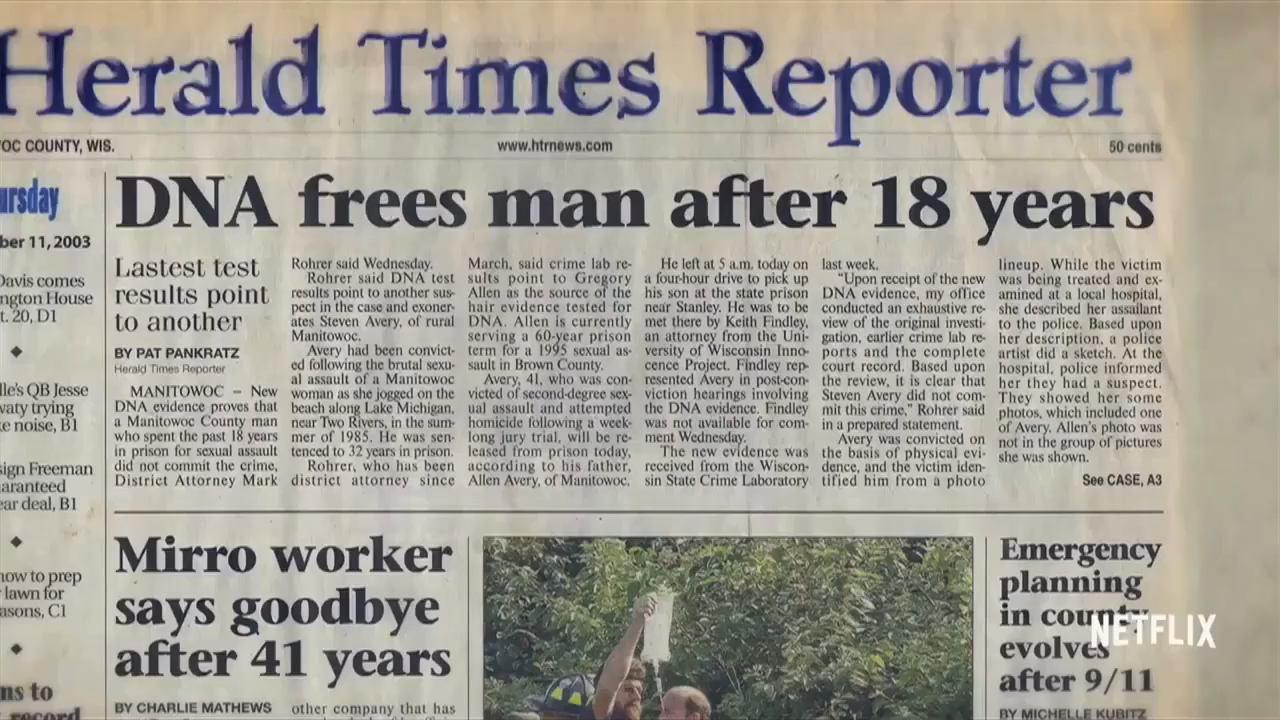 Herald Times Reporter
OC COUNTY, WIS.
www.htrnews.com
50 cents
ursday
ber 11, 2003
Davis comes
ngton House
t. 20, D1
lle's QB Jesse
vaty trying
e noise, B1
sign Freeman
aranteed
ear deal, B1
how to prep
lawn for
asons, C1
ns to
record
DNA frees man after 18 years
Lastest test
results point
to another
BY PAT PANKRATZ
Herald Times Reporter
MANITOWOC – New
DNA evidence proves that
a Manitowoc County man
who spent the past 18 years
in prison for sexual assault
did not commit the crime,
District Attorney Mark
Rohrer said Wednesday.
Rohrer said DNA test
results point to another sus-
pect in the case and exoner-
ates Steven Avery, of rural
Manitowoc.
Avery had been convict-
ed following the brutal sexu-
al assault of a Manitowoc
woman as she jogged on the
beach along Lake Michigan,
near Two Rivers, in the sum-
mer of 1985. He was sen-
tenced to 32 years in prison.
Rohrer, who has been
district attorney since
March, said crime lab re-
sults point to Gregory
Allen as the source of the
hair evidence tested for
DNA. Allen is currently
serving a 60-year prison
term for a 1995 sexual as-
sault in Brown County.
Avery, 41, who was con-
victed of second-degree sex-
ual assault and attempted
homicide following a week-
long jury trial, will be re-
leased from prison today,
according to his father,
Allen Avery, of Manitowoc.
He left at 5 a.m. today on
a four-hour drive to pick up
his son at the state prison
near Stanley. He was to be
met there by Keith Findley,
an attorney from the Uni-
versity of Wisconsin Inno-
cence Project. Findley rep-
resented Avery in post-con-
viction hearings involving
the DNA evidence. Findley
was not available for com-
ment Wednesday.
The new evidence was
received from the Wiscon-
sin State Crime Laboratory
last week.
"Upon receipt of the new
DNA evidence, my office
conducted an exhaustive re-
view of the original investi-
gation, earlier crime lab re-
ports and the complete
court record. Based upon
the review, it is clear that
Steven Avery did not com-
mit this crime," Rohrer said
in a prepared statement.
Avery was convicted on
the basis of physical evi-
dence, and the victim iden-
tified him from a photo
lineup. While the victim
was being treated and ex-
amined at a local hospital,
she described her assailant
to the police. Based upon
her description, a police
artist did a sketch. At the
hospital, police informed
her they had a suspect.
They showed her some
photos, which included one
of Avery. Allen's photo was
not in the group of pictures
she was shown.
See CASE, A3
Mirro worker
says goodbye
after 41 years
BY CHARLIE MATHEWS
other company that has
Emergency
planning
in county
evolves
after 9/11
BY MICHELLE KUBITZ
NETFLIX